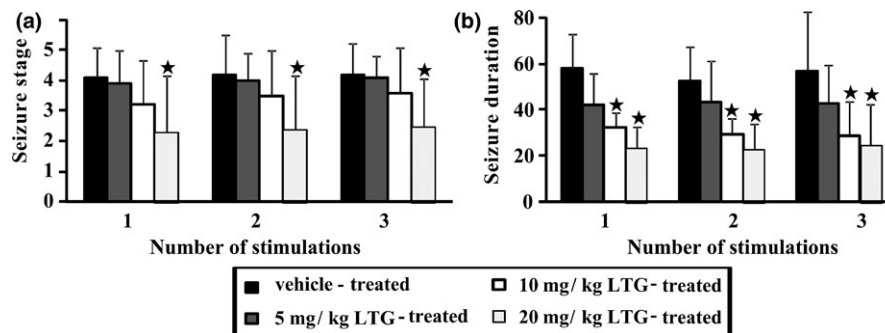 (a)
Seizure stage
5
4
3
2
1
0
★ ★ ★
1 2 3
Number of stimulations
(b)
Seizure duration
80
60
40
20
0
★ ★ ★ ★ ★ ★
1 2 3
Number of stimulations
vehicle - treated
5 mg/ kg LTG - treated
10 mg/ kg LTG - treated
20 mg/ kg LTG - treated